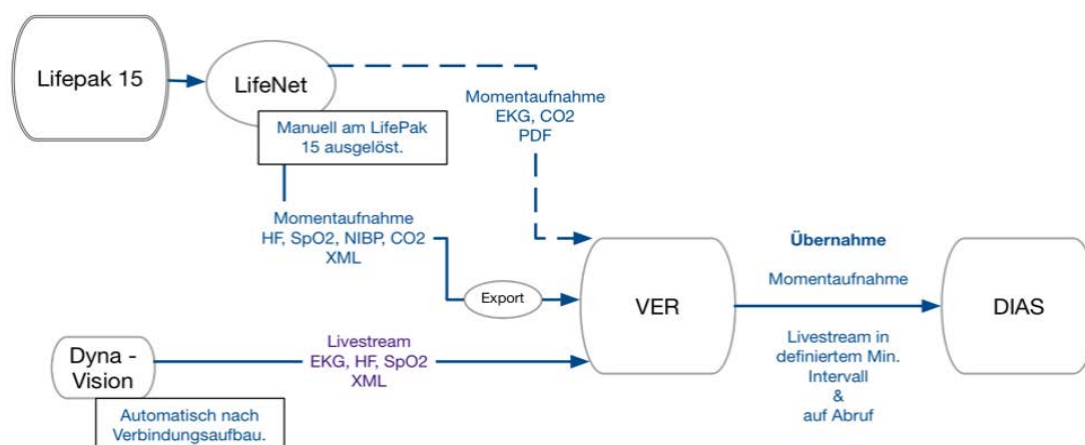 Lifepak 15
LifeNet
Manuell am LifePak
15 ausgelöst.
Momentaufnahme
EKG, CO2
PDF
Momentaufnahme
HF, SpO2, NIBP, CO2
XML
Export
VER
Übernahme
Momentaufnahme
Livestream in
definiertem Min.
Intervall
&
auf Abruf
DIAS
Dyna -
Vision
Automatisch nach
Verbindungsaufbau.
Livestream
EKG, HF, SpO2
XML